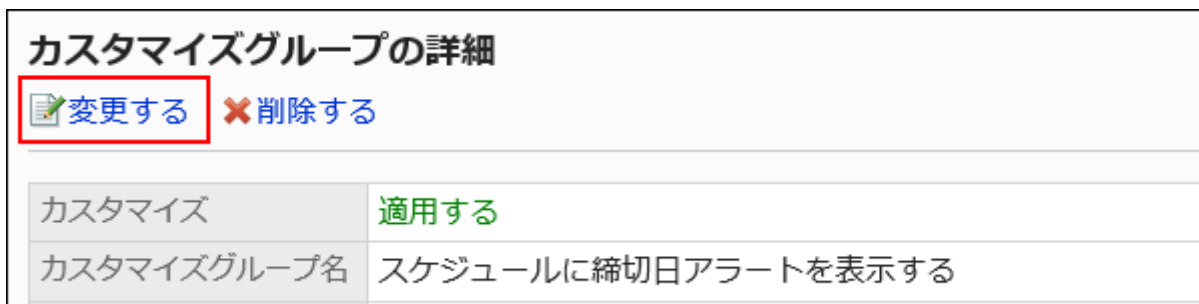 カスタマイズグループの詳細
変更する 削除する
カスタマイズ 適用する
カスタマイズグループ名 スケジュールに締切日アラートを表示する